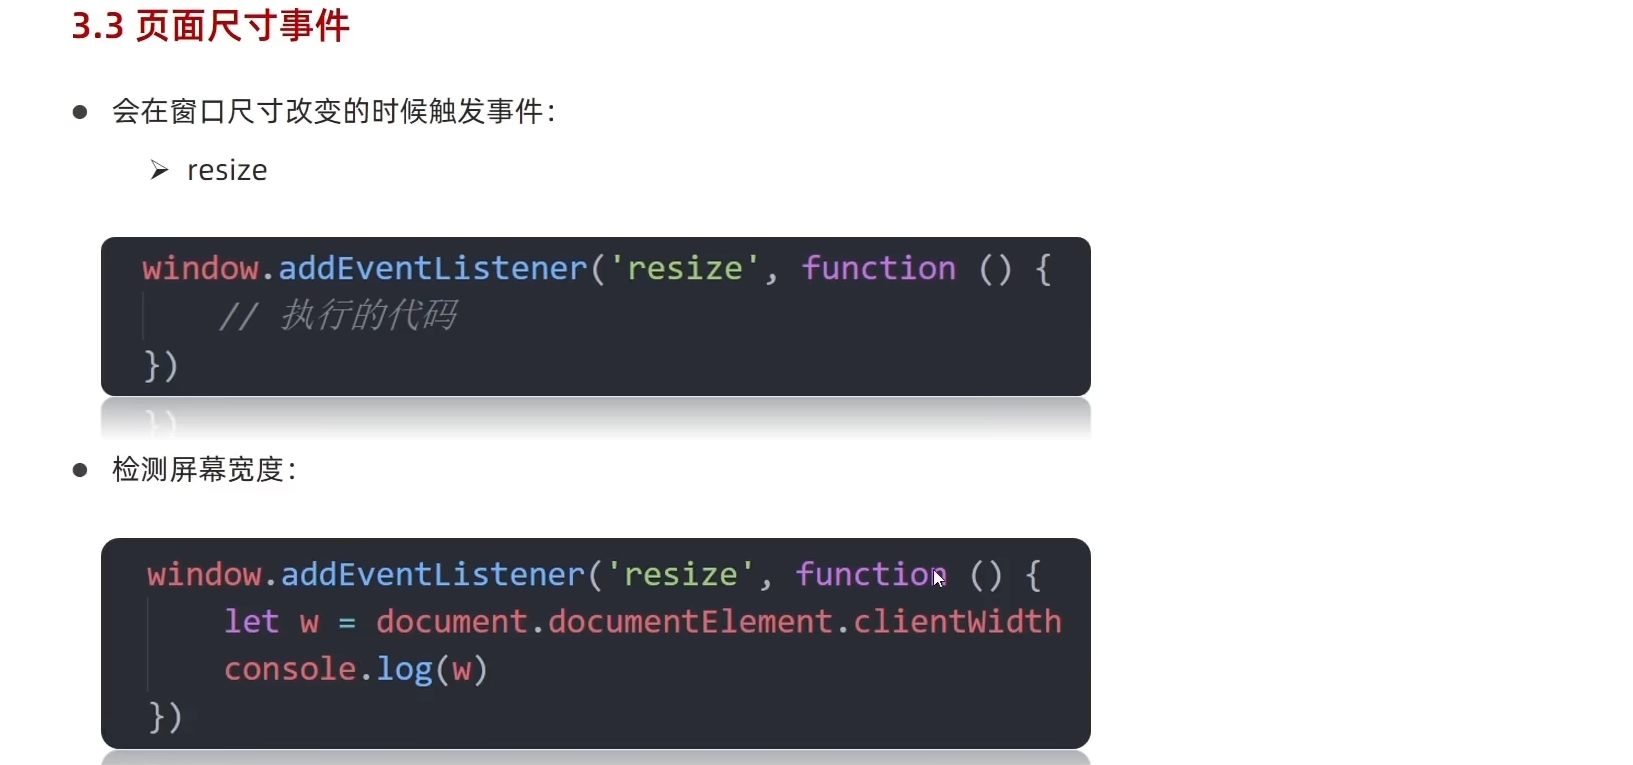 3.3 页面尺寸事件
会在窗口尺寸改变的时候触发事件：
resize
window.addEventListener('resize', function () {
// 执行的代码
})
检测屏幕宽度：
window.addEventListener('resize', function () {
let w = document.documentElement.clientWidth
console.log(w)
})